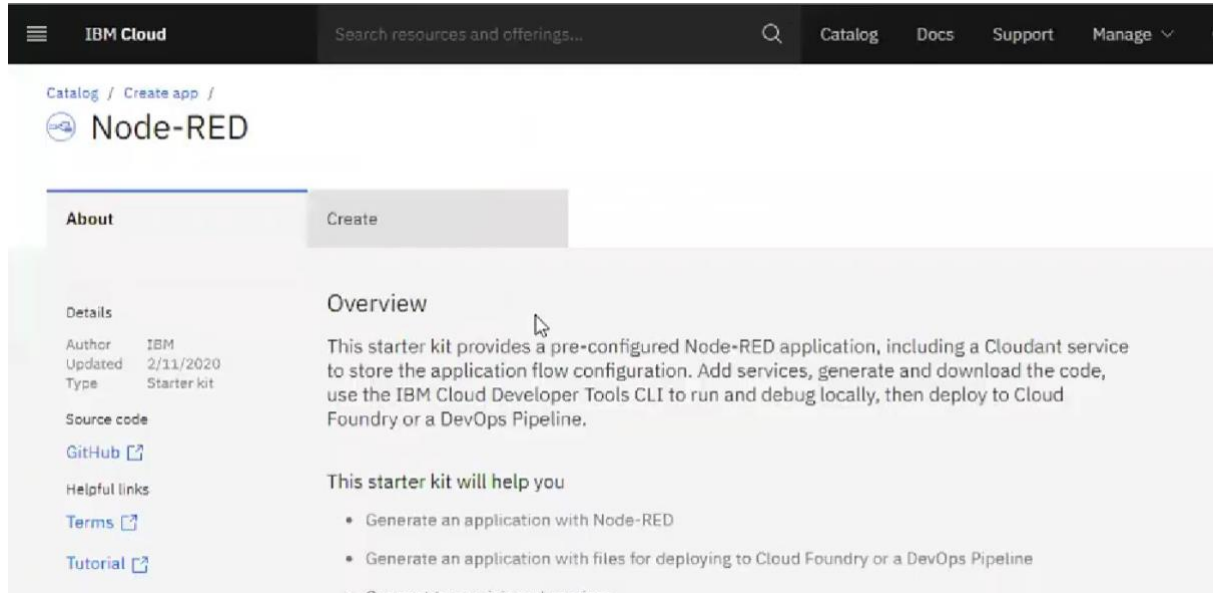 IBM Cloud
Search resources and offerings...
Catalog
Docs
Support
Manage
Catalog / Create app /
Node-RED
About
Create
Details
Author IBM
Updated 2/11/2020
Type Starter kit
Source code
GitHub
Helpful links
Terms
Tutorial
Overview
This starter kit provides a pre-configured Node-RED application, including a Cloudant service
to store the application flow configuration. Add services, generate and download the code,
use the IBM Cloud Developer Tools CLI to run and debug locally, then deploy to Cloud
Foundry or a DevOps Pipeline.
This starter kit will help you
• Generate an application with Node-RED
• Generate an application with files for deploying to Cloud Foundry or a DevOps Pipeline